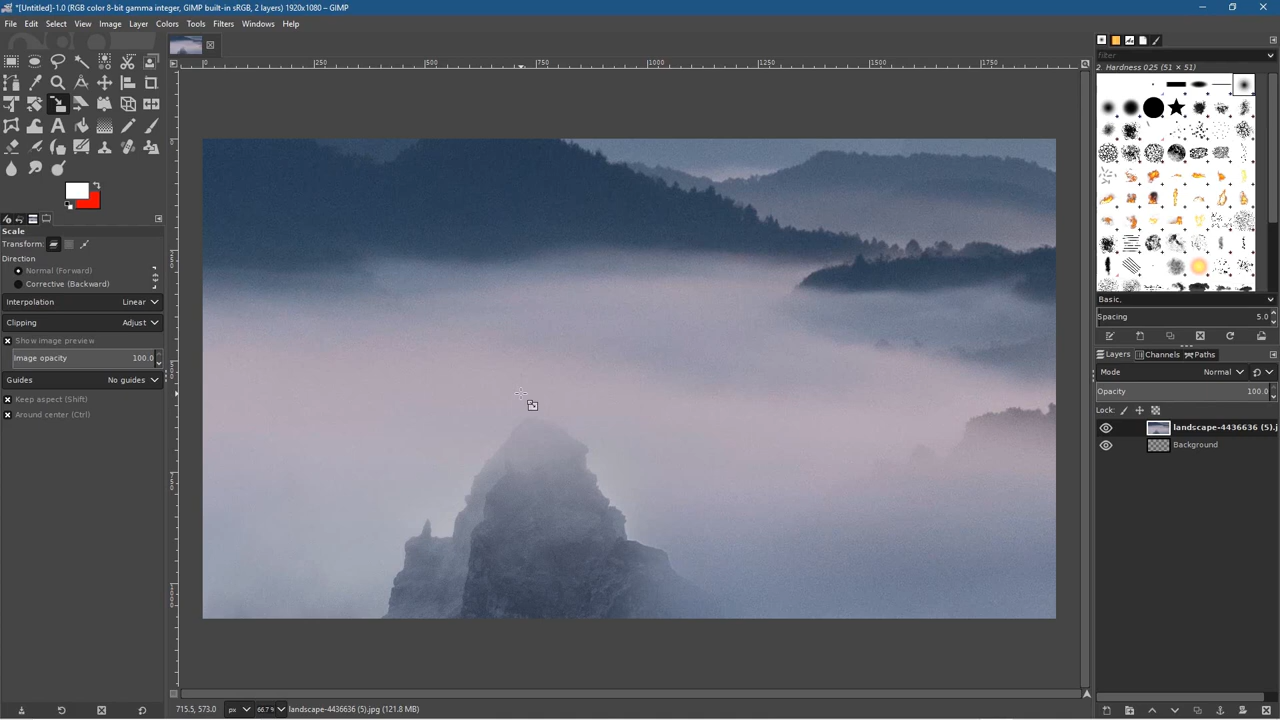 *[Untitled]-1.0 (RGB color 8-bit gamma integer, GIMP built-in sRGB, 2 layers) 1920x1080 – GIMP
File Edit Select View Image Layer Colors Tools Filters Windows Help
filter
2. Hardness 025 (51 × 51)
0 250 500 750 1000 1250 1500 1750
Scale
Transform:
Direction
Normal (Forward)
Corrective (Backward)
Interpolation Linear
Clipping Adjust
Show image preview
Image opacity 100.0
Guides No guides
Keep aspect (Shift)
Around center (Ctrl)
Basic,
Spacing 5.0
Layers Channels Paths
Mode Normal
Opacity 100.0
Lock:
landscape-4436636 (5).j
Background
715.5, 573.0 px 66.7 % landscape-4436636 (5).jpg (121.8 MB)